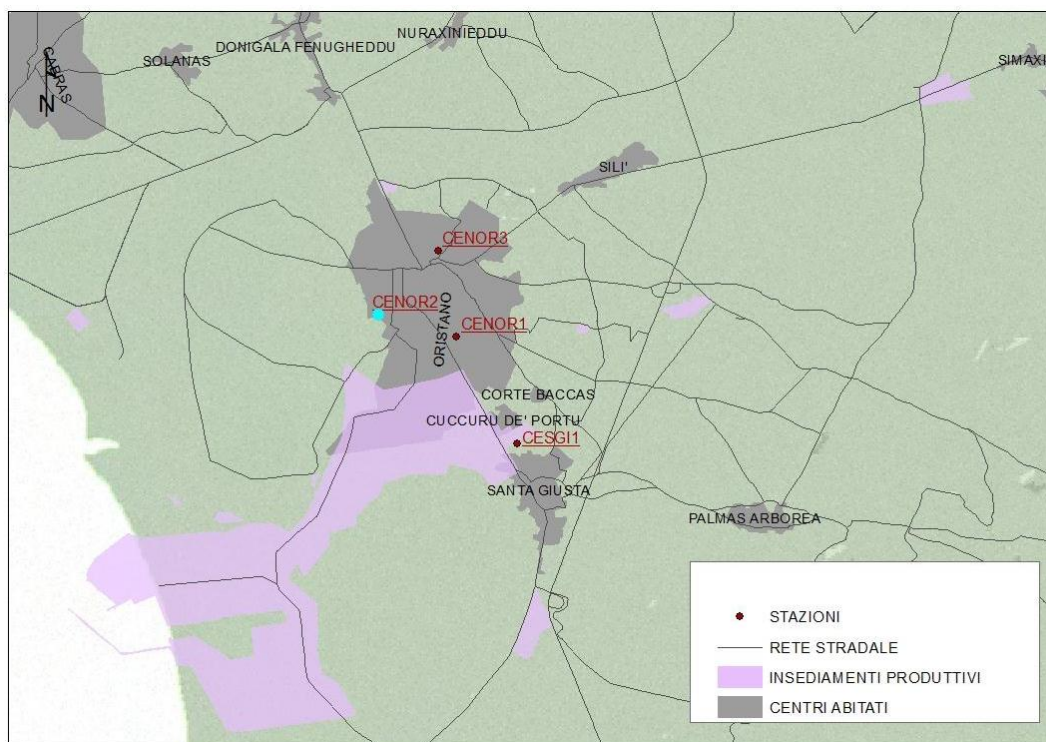 NURAXINIEDDU
DONIGALA FENUGHEDDU
SOLANAS
SIMAXI
CABRAS
N
SILI'
CENOR3
CENOR2
ORISTANO
CENOR1
CORTE BACCAS
CUCCURU DE' PORTU
CESGI1
SANTA GIUSTA
PALMAS ARBOREA
STAZIONI
RETE STRADALE
INSEDIAMENTI PRODUTTIVI
CENTRI ABITATI